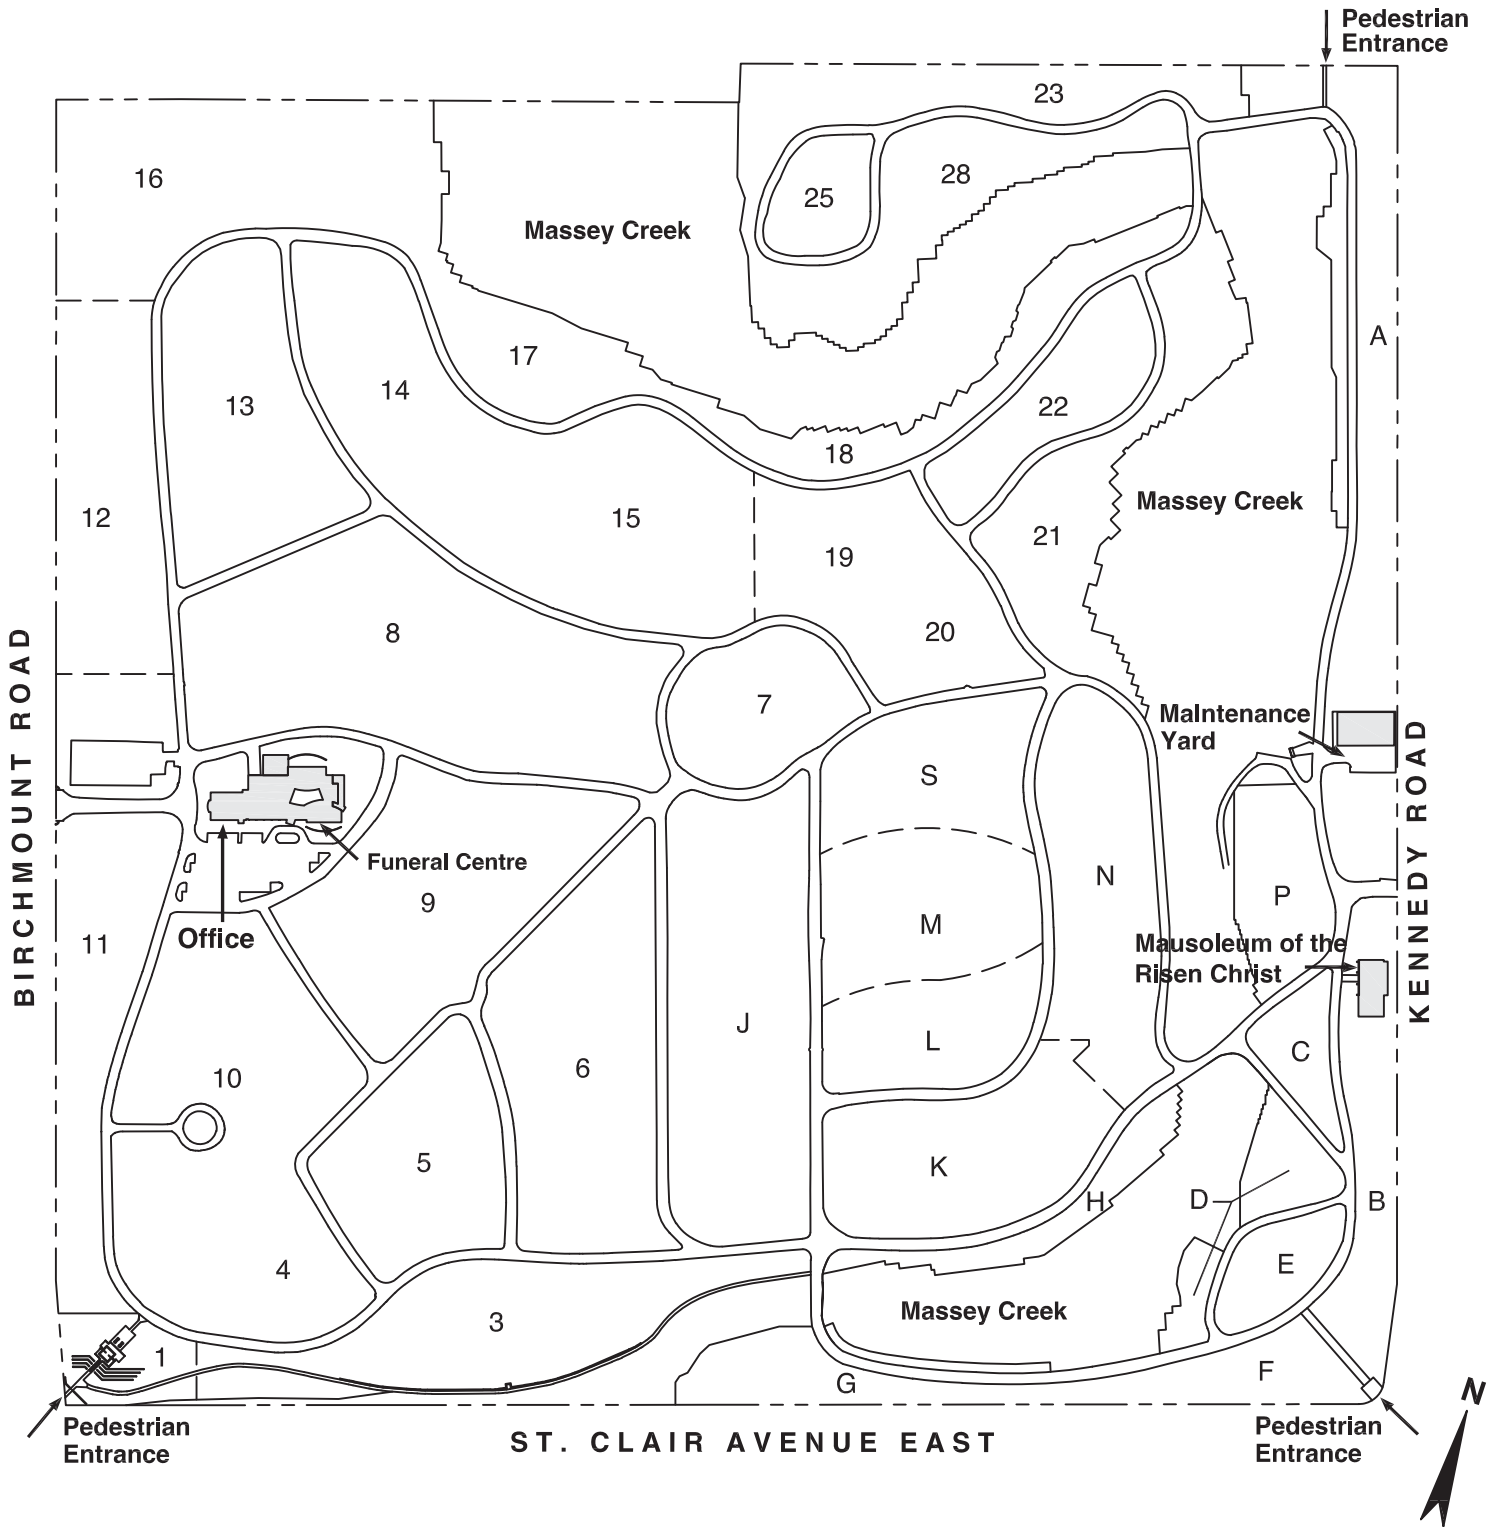 Pedestrian
Entrance
23
16
28
25
Massey Creek
A
17
14
13
22
18
Massey Creek
12
15
21
19
8
20
7
MaIntenance
Yard
S
Funeral Centre
N
9
P
M
Office
11
Mausoleum of the
Risen Christ
J
L
C
6
10
5
K
H
D
B
E
4
Massey Creek
3
1
F
G
BIRCHMOUNT ROAD
KENNEDY ROAD
N
Pedestrian
Entrance
ST. CLAIR AVENUE EAST
Pedestrian
Entrance